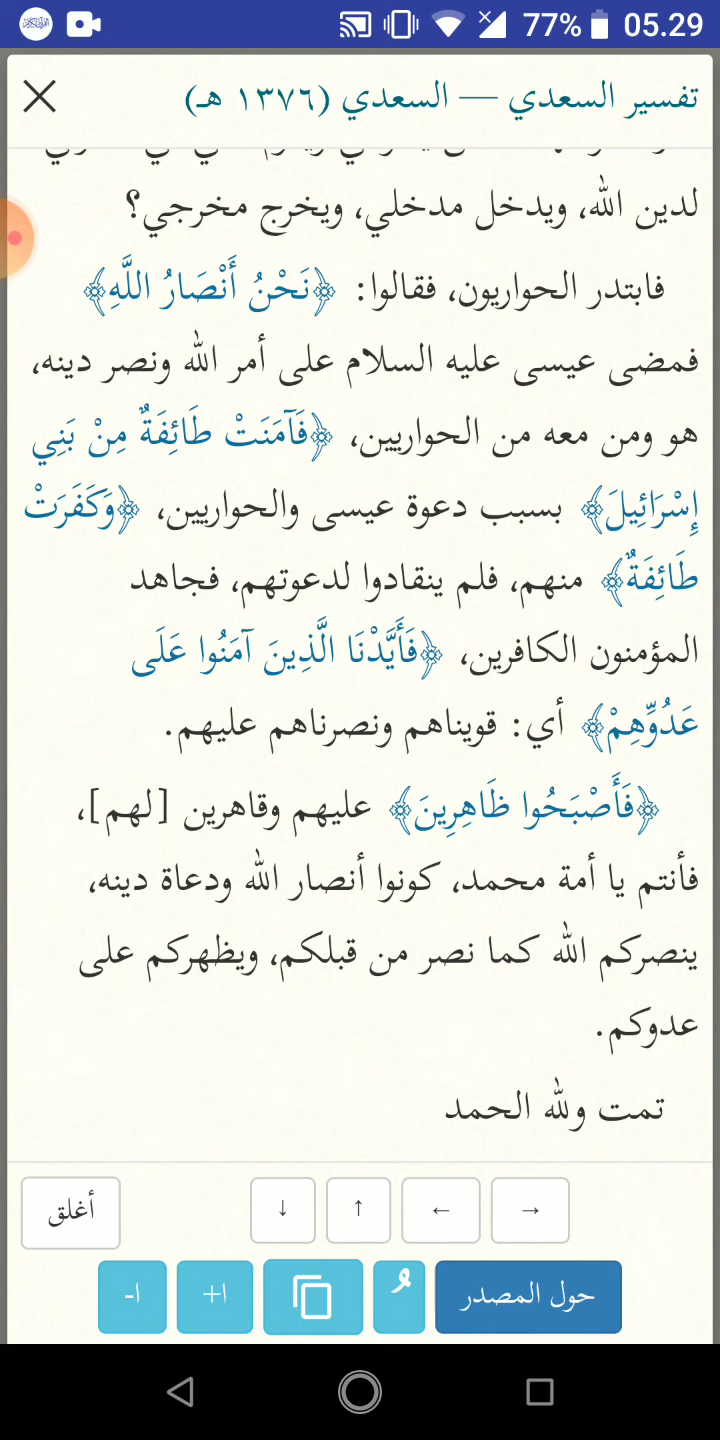 77% 05.29
تفسير السعدي — السعدي (١٣٧٦ هـ)
لدين الله، ويدخل مدخلي، ويخرج مخرجي؟
فابتدر الحواريون، فقالوا: ﴿نَحْنُ أَنْصَارُ اللَّهِ﴾
فمضى عيسى عليه السلام على أمر الله ونصر دينه،
هو ومن معه من الحواريين، ﴿فَآمَنَتْ طَائِفَةٌ مِنْ بَنِي
إِسْرَائِيلَ﴾ بسبب دعوة عيسى والحواريين، ﴿وَكَفَرَتْ
طَائِفَةٌ﴾ منهم، فلم ينقادوا لدعوتهم، فجاهد
المؤمنون الكافرين، ﴿فَأَيَّدْنَا الَّذِينَ آمَنُوا عَلَى
عَدُوِّهِمْ﴾ أي: قويناهم ونصرناهم عليهم.
﴿فَأَصْبَحُوا ظَاهِرِينَ﴾ عليهم وقاهرين [لهم]،
فأنتم يا أمة محمد، كونوا أنصار الله ودعاة دينه،
ينصركم الله كما نصر من قبلكم، ويظهركم على
عدوكم.
تمت ولله الحمد
→ ← ↑ ↓ أغلق
حول المصدر ا+ ا-